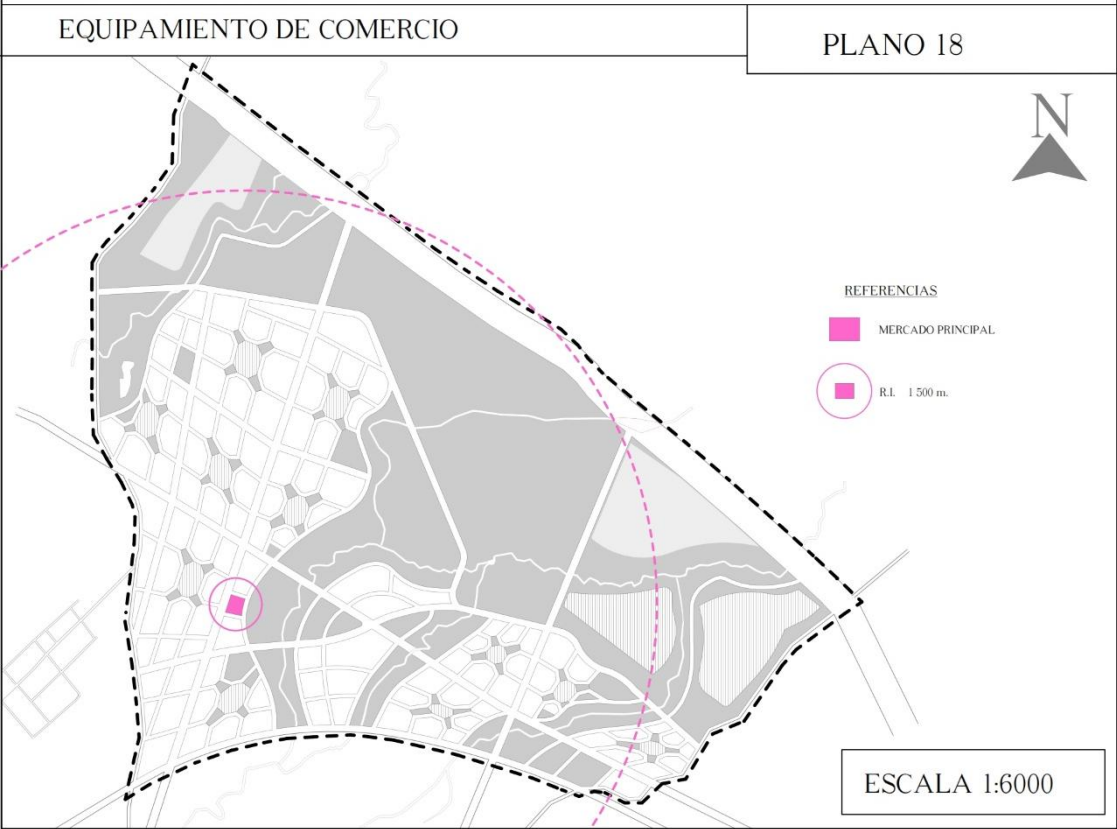 EQUIPAMIENTO DE COMERCIO
PLANO 18
N
REFERENCIAS
MERCADO PRINCIPAL
R.I. 1 500 m.
ESCALA 1:6000